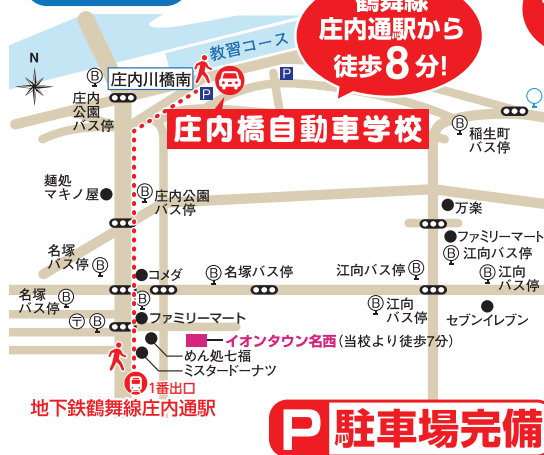 鶴舞線
庄内通駅から
徒歩8分!
N
教習コース
庄内川橋南
P
P
B
庄内
公園
バス停
庄内橋自動車学校
B
稲生町
バス停
麺処
マキノ屋
B
庄内公園
バス停
万楽
ファミリーマート
B
江向バス停
名塚
バス停
B
コメダ
B
名塚バス停
江向バス停
B
B
江向
バス停
名塚
バス停
B
B
B
江向
バス停
セブンイレブン
〒
B
ファミリーマート
イオンタウン名西(当校より徒歩7分)
めん処七福
ミスタードーナツ
1番出口
地下鉄鶴舞線庄内通駅
P駐車場完備